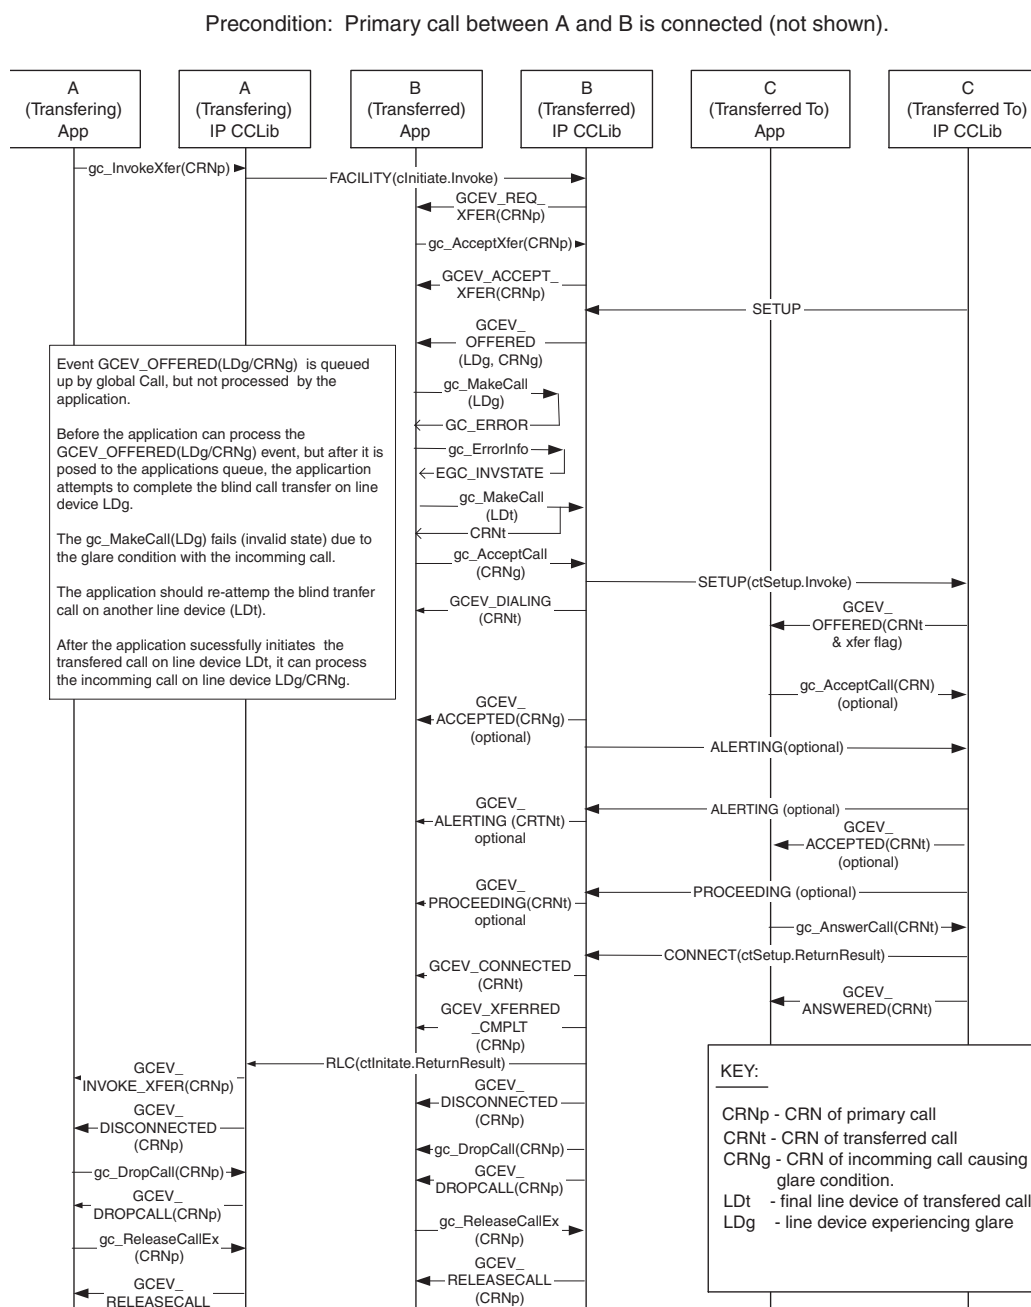 Precondition: Primary call between A and B is connected (not shown).
A
(Transfering)
App
A
(Transfering)
IP CCLib
B
(Transferred)
App
B
(Transferred)
IP CCLib
C
(Transferred To)
App
C
(Transferred To)
IP CCLib
gc_InvokeXfer(CRNp)
FACILITY(cInitiate.Invoke)
GCEV_REQ_
XFER(CRNp)
gc_AcceptXfer(CRNp)
GCEV_ACCEPT_
XFER(CRNp)
SETUP
GCEV_
OFFERED
(LDg, CRNg)
Event GCEV_OFFERED(LDg/CRNg) is queued
up by global Call, but not processed by the
application.
Before the application can process the
GCEV_OFFERED(LDg/CRNg) event, but after it is
posed to the applications queue, the applicartion
attempts to complete the blind call transfer on line
device LDg.
The gc_MakeCall(LDg) fails (invalid state) due to
the glare condition with the incomming call.
The application should re-attemp the blind tranfer
call on another line device (LDt).
After the application sucessfully initiates the
transfered call on line device LDt, it can process
the incomming call on line device LDg/CRNg.
gc_MakeCall
(LDg)
GC_ERROR
gc_ErrorInfo
EGC_INVSTATE
gc_MakeCall
(LDt)
CRNt
gc_AcceptCall
(CRNg)
SETUP(ctSetup.Invoke)
GCEV_DIALING
(CRNt)
GCEV_
OFFERED(CRNt
& xfer flag)
gc_AcceptCall(CRN)
(optional)
GCEV_
ACCEPTED(CRNg)
(optional)
ALERTING(optional)
ALERTING (optional)
GCEV_
ALERTING (CRTNt)
optional
GCEV_
ACCEPTED(CRNt)
(optional)
PROCEEDING (optional)
GCEV_
PROCEEDING(CRNt)
optional
gc_AnswerCall(CRNt)
CONNECT(ctSetup.ReturnResult)
GCEV_CONNECTED
(CRNt)
GCEV_
ANSWERED(CRNt)
GCEV_XFERRED
_CMPLT
(CRNp)
RLC(ctInitate.ReturnResult)
GCEV_
INVOKE_XFER(CRNp)
GCEV_
DISCONNECTED
(CRNp)
GCEV_
DISCONNECTED
(CRNp)
gc_DropCall(CRNp)
gc_DropCall(CRNp)
GCEV_
DROPCALL(CRNp)
GCEV_
DROPCALL(CRNp)
gc_ReleaseCallEx
(CRNp)
gc_ReleaseCallEx
(CRNp)
GCEV_
RELEASECALL
GCEV_
RELEASECALL
(CRNp)
KEY:
CRNp - CRN of primary call
CRNt - CRN of transferred call
CRNg - CRN of incomming call causing
glare condition.
LDt - final line device of transfered call
LDg - line device experiencing glare